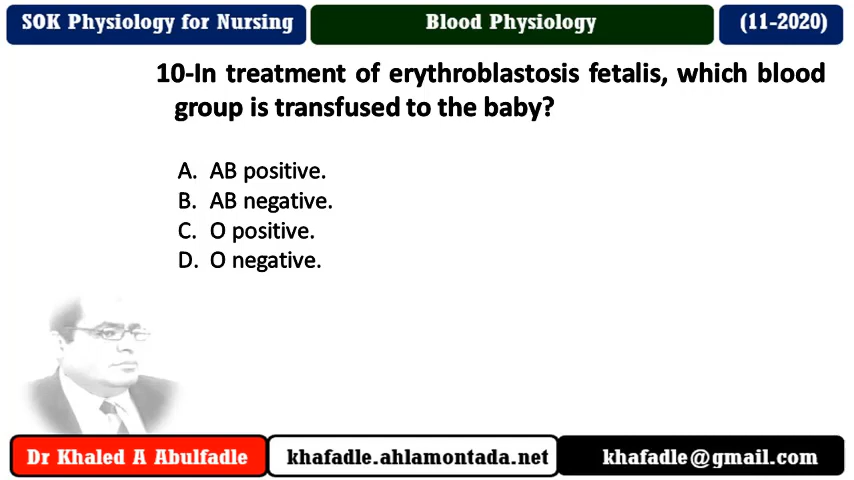 SOK Physiology for Nursing
Blood Physiology
(11-2020)
10-In treatment of erythroblastosis fetalis, which blood
group is transfused to the baby?
A. AB positive.
B. AB negative.
C. O positive.
D. O negative.
Dr Khaled A Abulfadle
khafadle.ahlamontada.net
khafadle@gmail.com